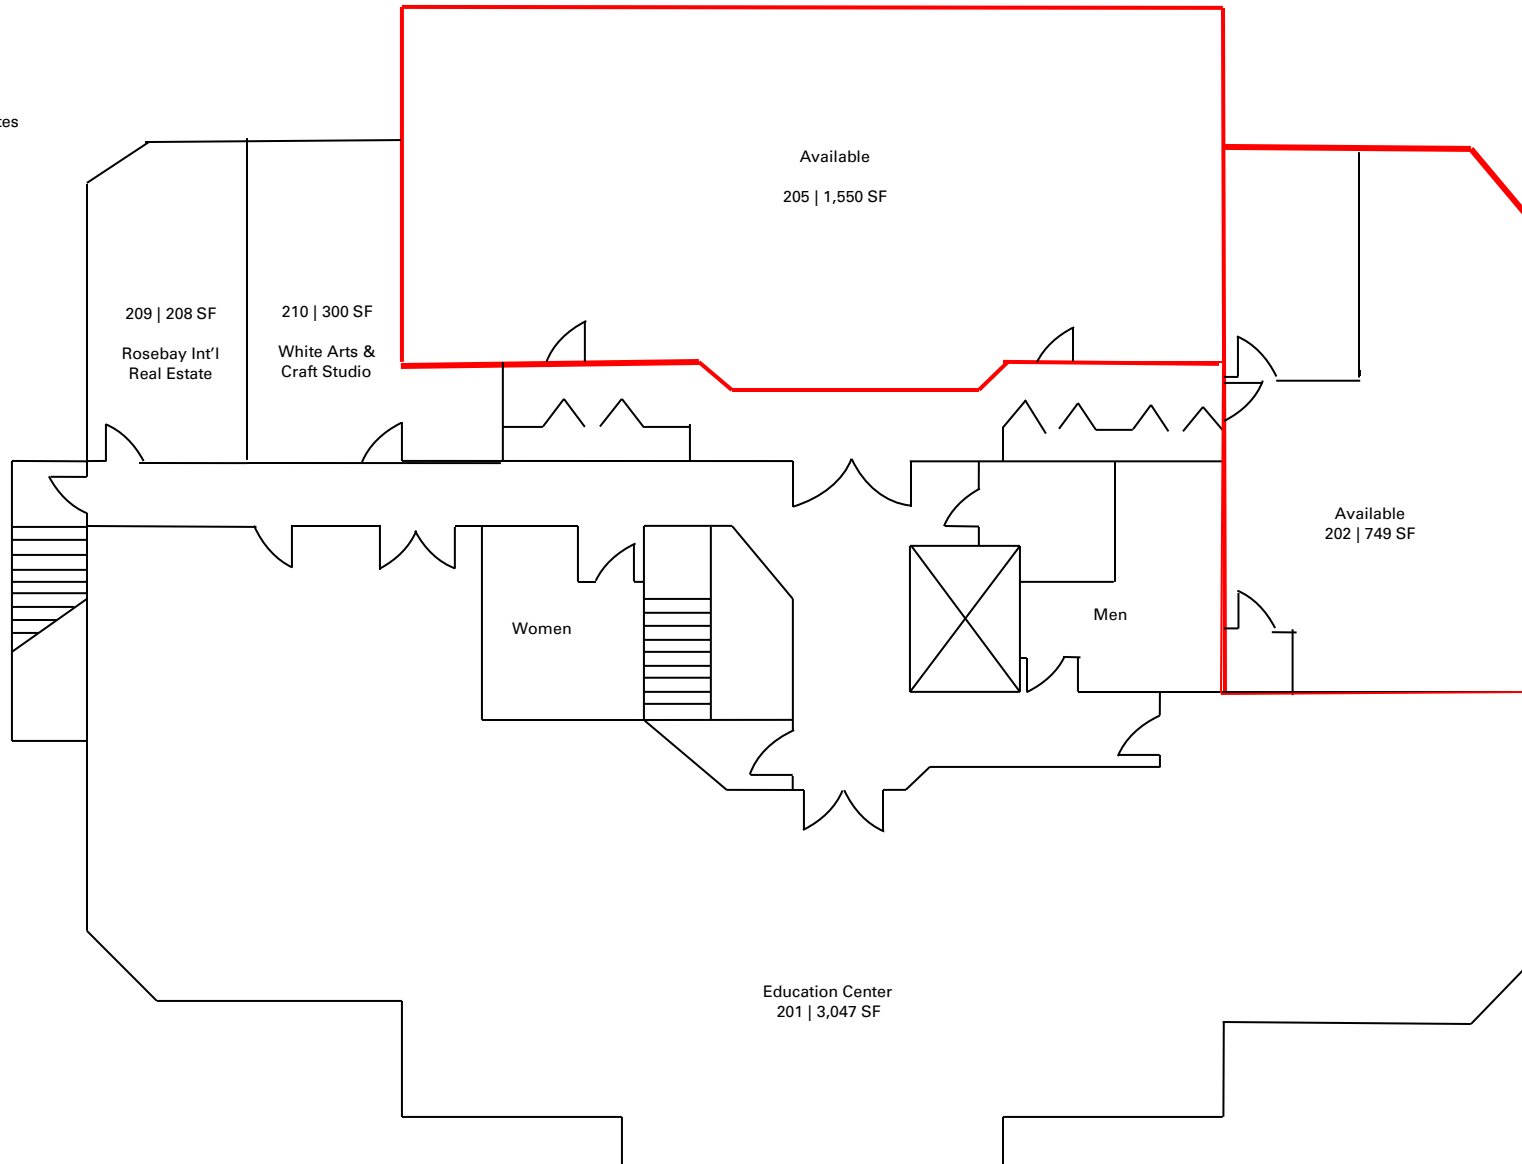 Available
205 | 1,550 SF
209 | 208 SF
Rosebay Int’l
Real Estate
210 | 300 SF
White Arts &
Craft Studio
Available
202 | 749 SF
Women
Men
Education Center
201 | 3,047 SF